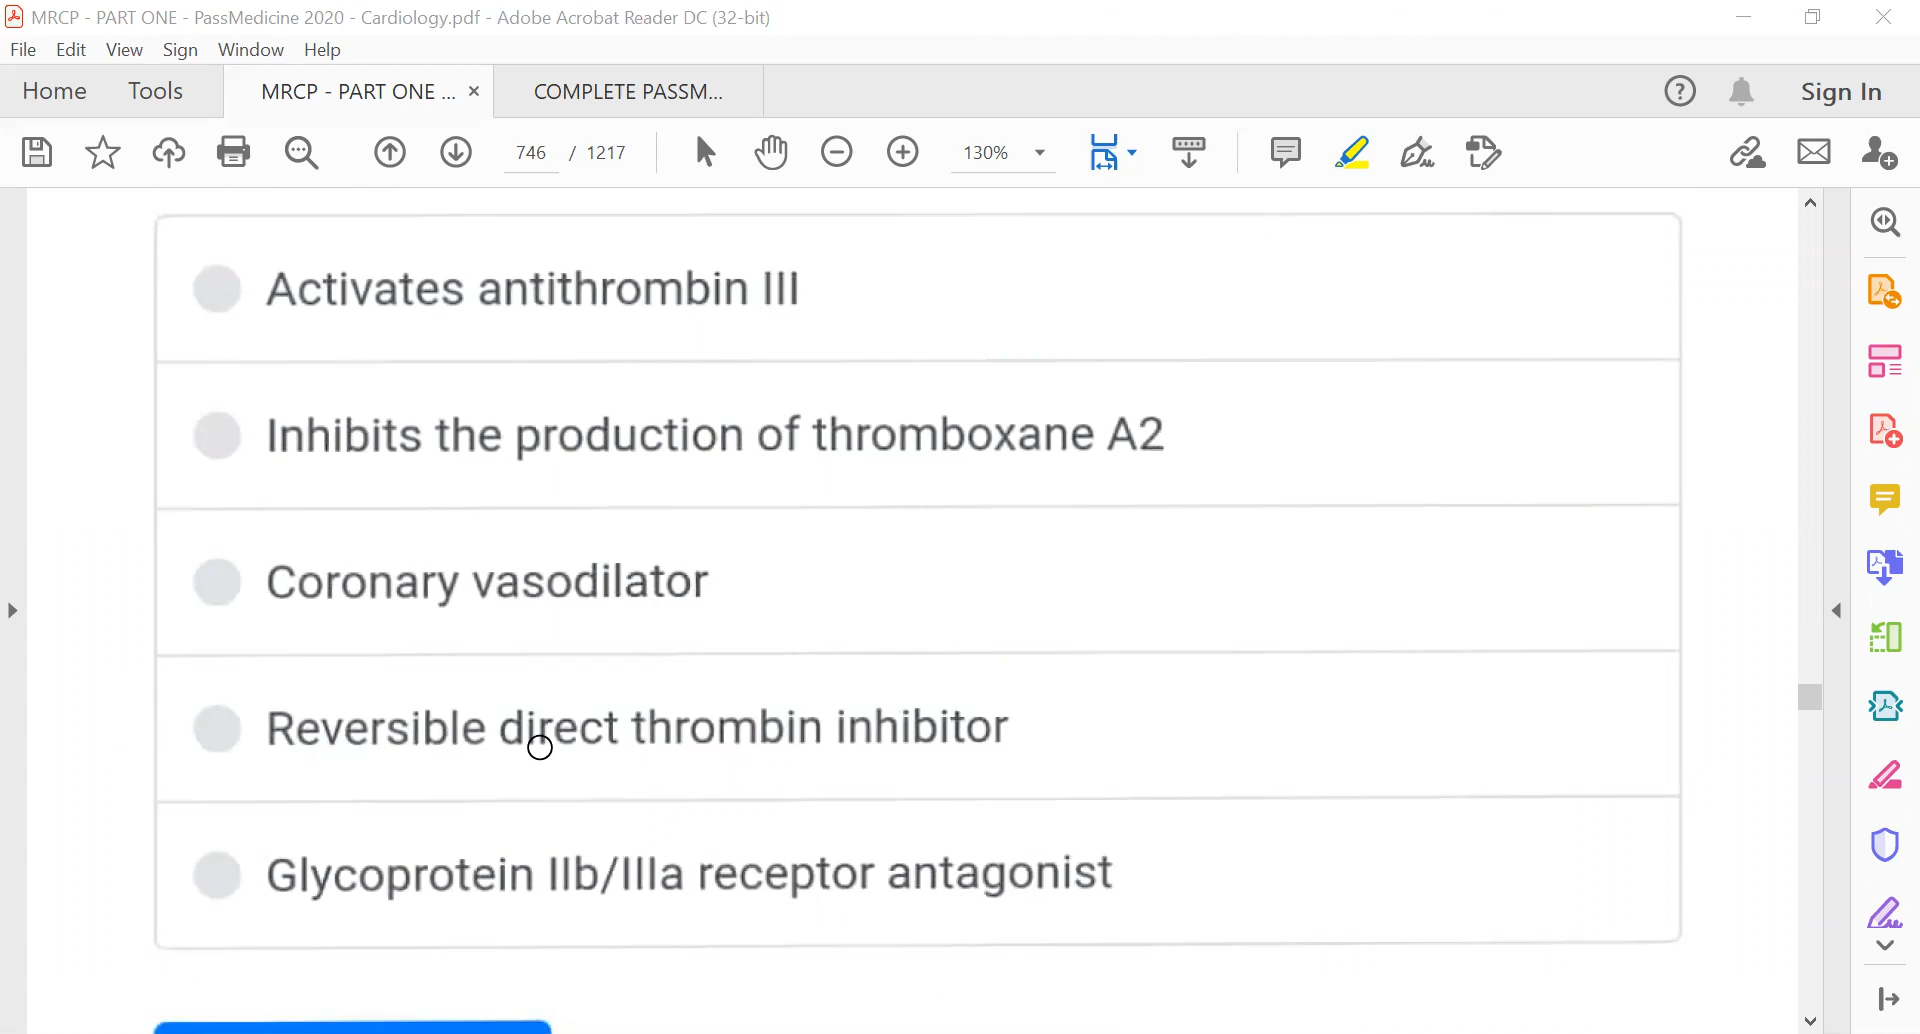 MRCP - PART ONE - PassMedicine 2020 - Cardiology.pdf - Adobe Acrobat Reader DC (32-bit)
File Edit View Sign Window Help
Home Tools MRCP - PART ONE ... × COMPLETE PASSM... Sign In
746 / 1217 130%
Activates antithrombin III
Inhibits the production of thromboxane A2
Coronary vasodilator
Reversible direct thrombin inhibitor
Glycoprotein IIb/IIIa receptor antagonist